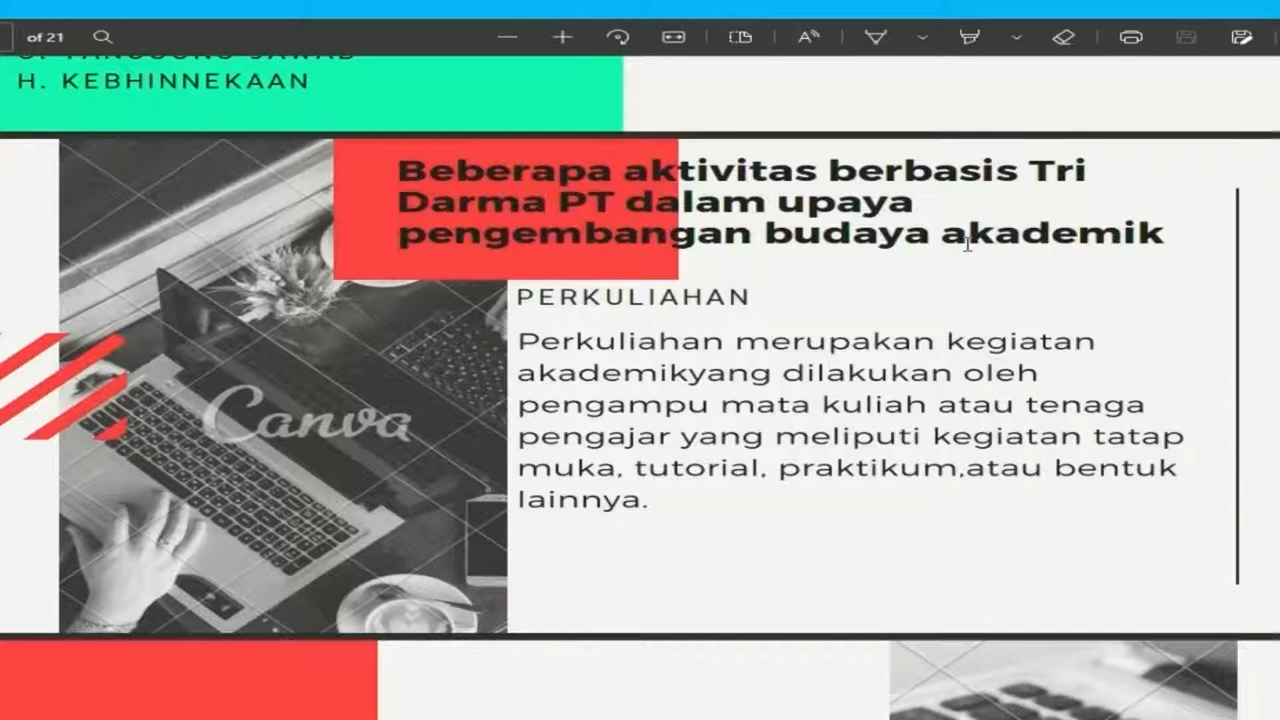 of 21
H. KEBHINNEKAAN
Beberapa aktivitas berbasis Tri
Darma PT dalam upaya
pengembangan budaya akademik
PERKULIAHAN
Perkuliahan merupakan kegiatan
akademikyang dilakukan oleh
pengampu mata kuliah atau tenaga
pengajar yang meliputi kegiatan tatap
muka, tutorial, praktikum,atau bentuk
lainnya.
Canva